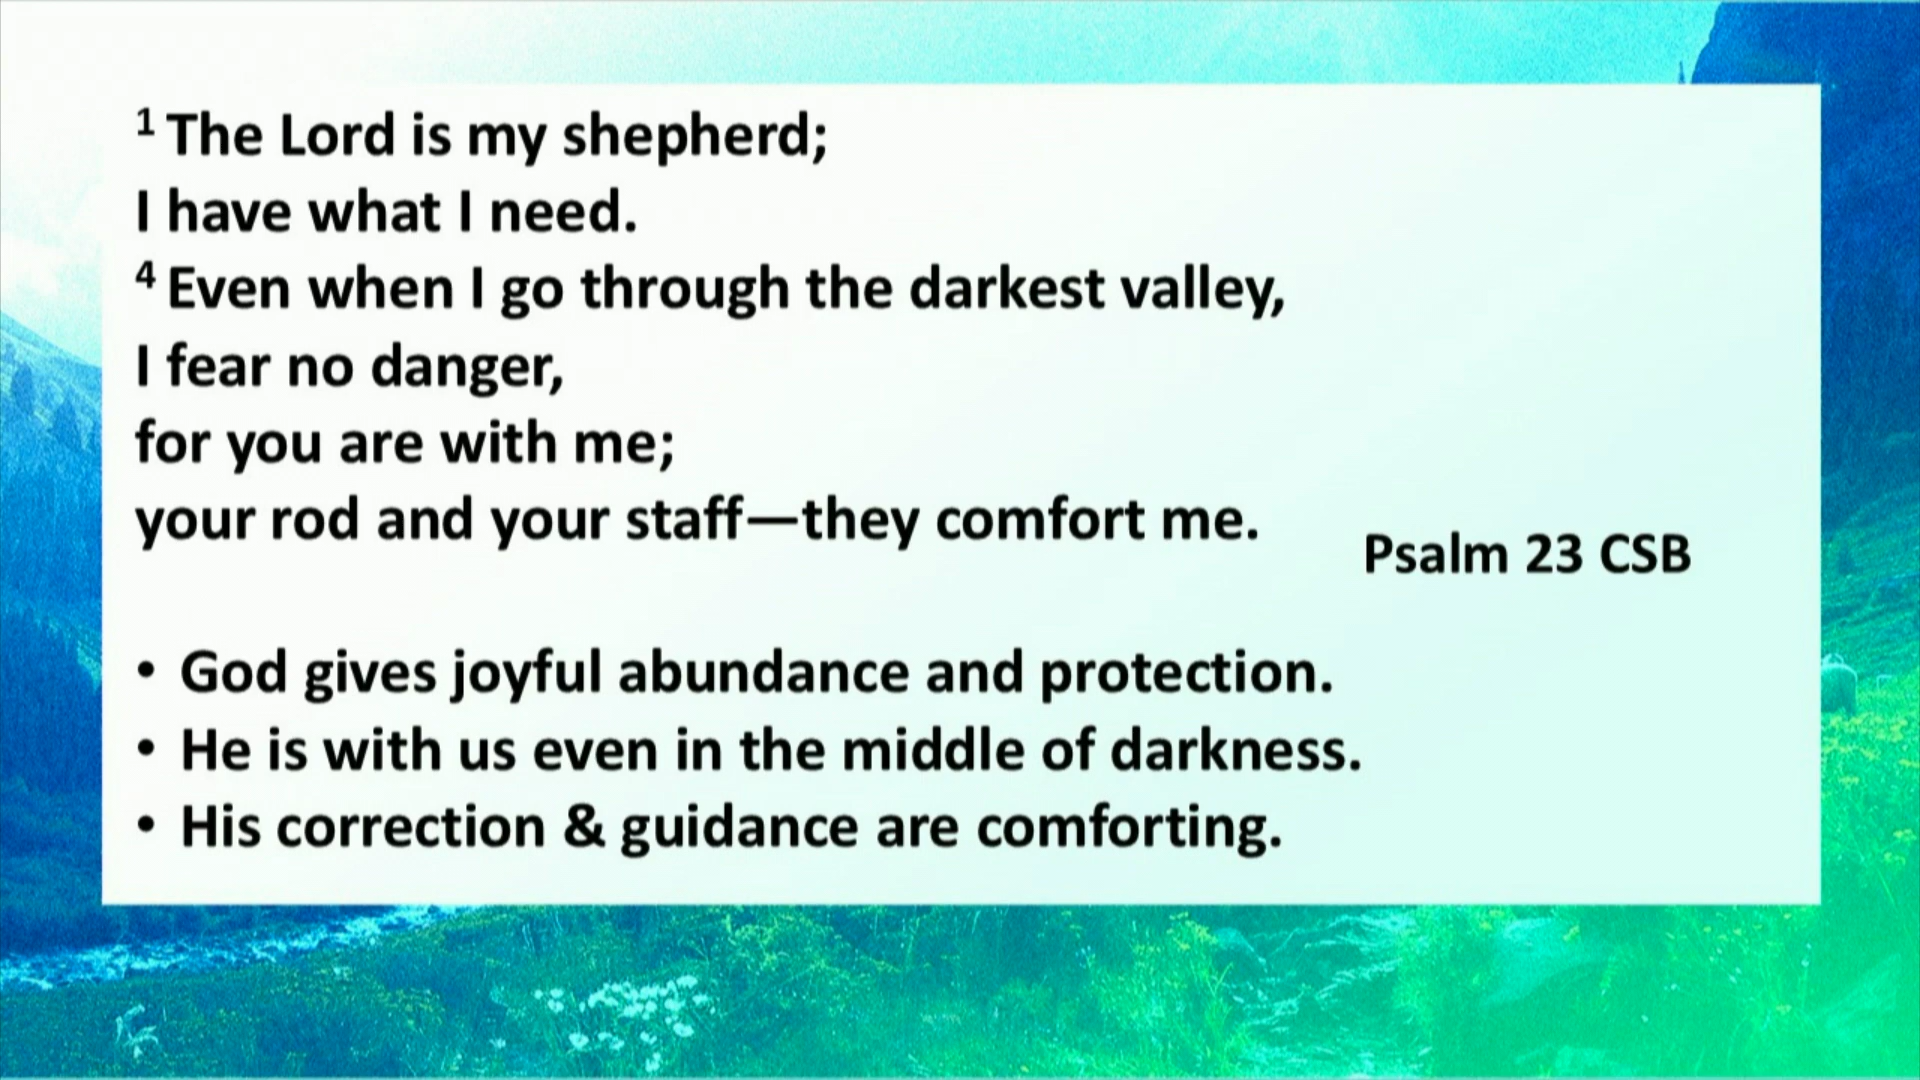 1 The Lord is my shepherd;
I have what I need.
4 Even when I go through the darkest valley,
I fear no danger,
for you are with me;
your rod and your staff—they comfort me.
Psalm 23 CSB
• God gives joyful abundance and protection.
• He is with us even in the middle of darkness.
• His correction & guidance are comforting.